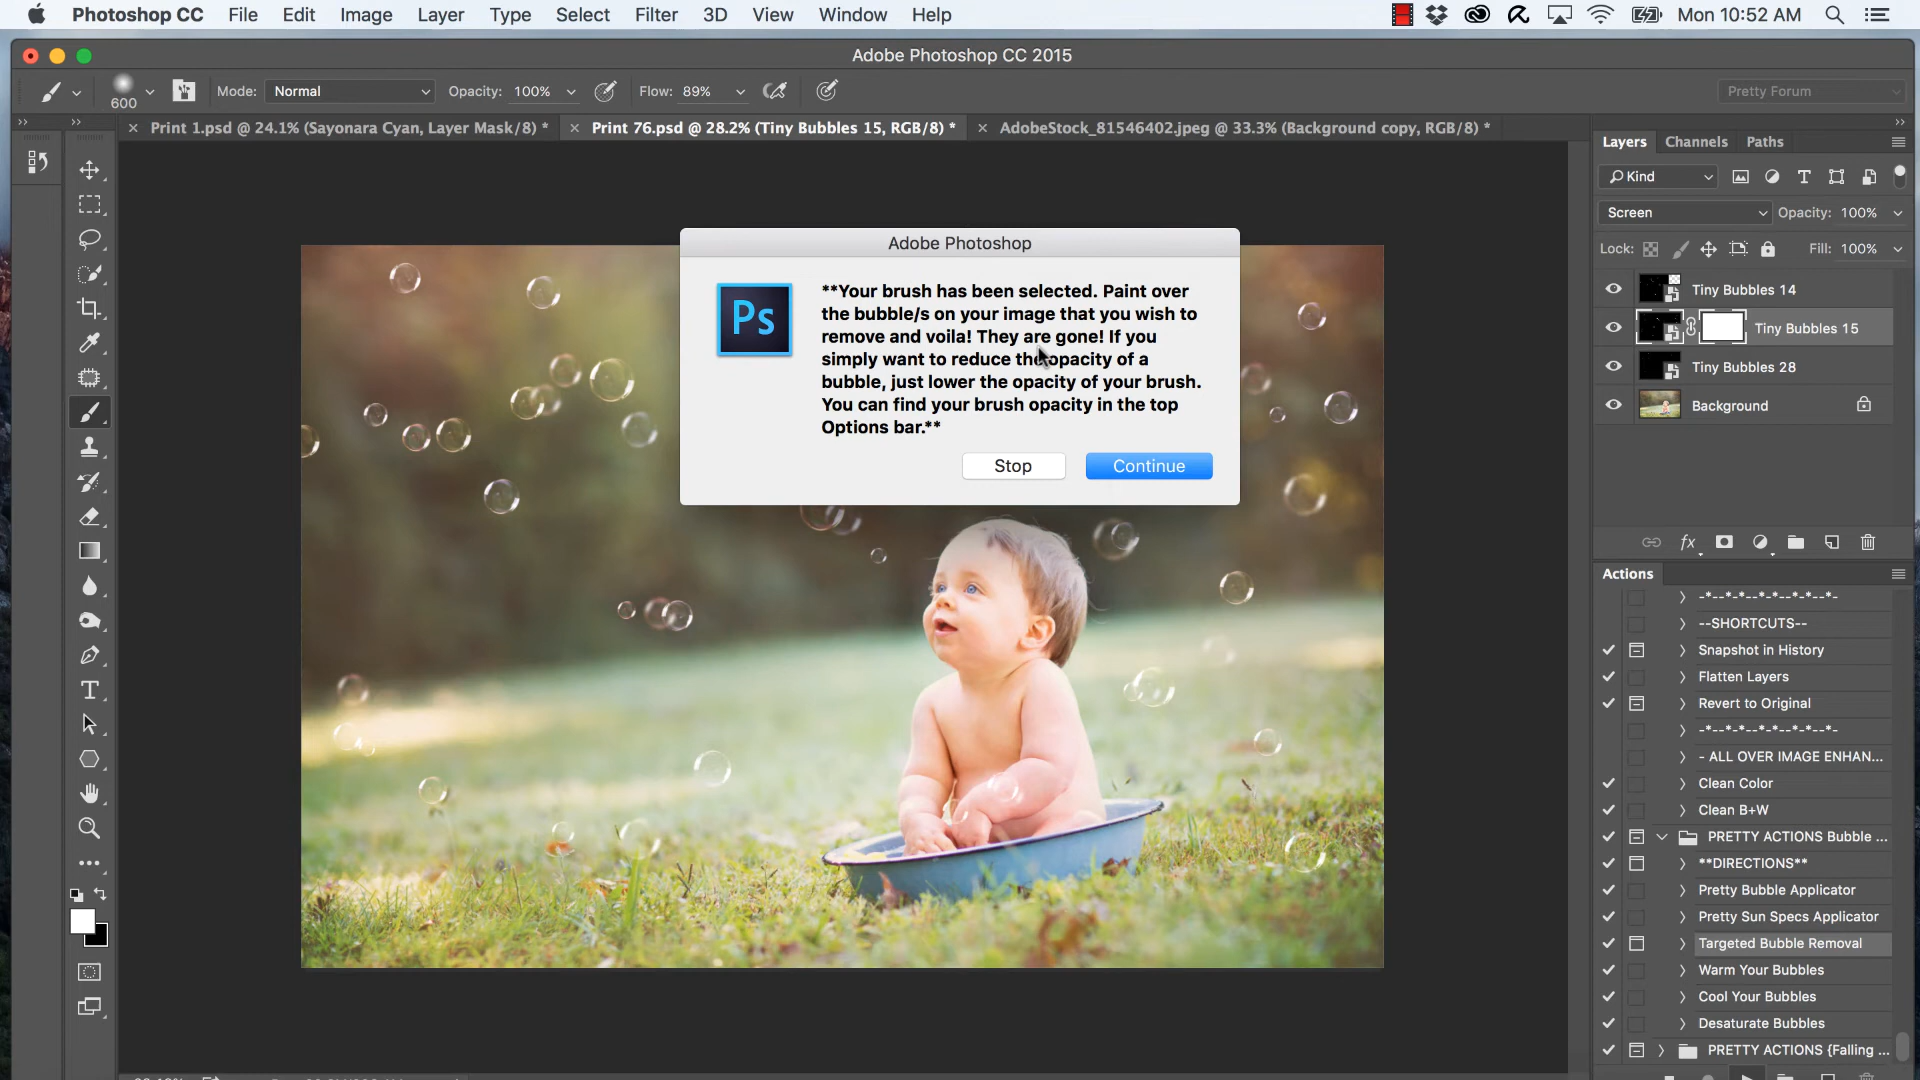 Photoshop CC File Edit Image Layer Type Select Filter 3D View Window Help Mon 10:52 AM
Adobe Photoshop CC 2015
600 Mode: Normal Opacity: 100% Flow: 89% Pretty Forum
Print 1.psd @ 24.1% (Sayonara Cyan, Layer Mask/8) * Print 76.psd @ 28.2% (Tiny Bubbles 15, RGB/8) * AdobeStock_81546402.jpeg @ 33.3% (Background copy, RGB/8) *
Adobe Photoshop
Ps
**Your brush has been selected. Paint over
the bubble/s on your image that you wish to
remove and voila! They are gone! If you
simply want to reduce the opacity of a
bubble, just lower the opacity of your brush.
You can find your brush opacity in the top
Options bar.**
Stop Continue
Layers Channels Paths
Kind
Screen Opacity: 100%
Lock: Fill: 100%
Tiny Bubbles 14
Tiny Bubbles 15
Tiny Bubbles 28
Background
fx
Actions
-*--*-*--*-*--*-*--*-
--SHORTCUTS--
Snapshot in History
Flatten Layers
Revert to Original
-*--*-*--*-*--*-*--*-
- ALL OVER IMAGE ENHAN...
Clean Color
Clean B+W
PRETTY ACTIONS Bubble ...
**DIRECTIONS**
Pretty Bubble Applicator
Pretty Sun Specs Applicator
Targeted Bubble Removal
Warm Your Bubbles
Cool Your Bubbles
Desaturate Bubbles
PRETTY ACTIONS {Falling ...